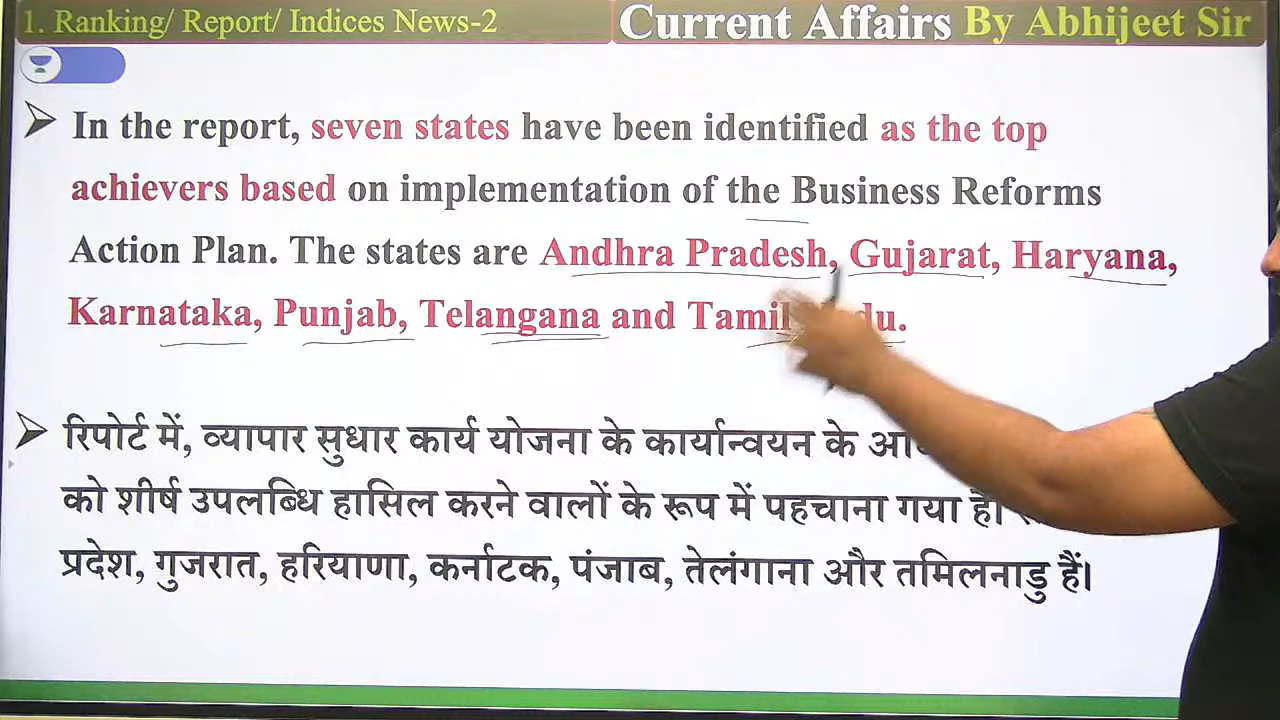 1. Ranking/ Report/ Indices News-2
Current Affairs By Abhijeet Sir
In the report, seven states have been identified as the top
achievers based on implementation of the Business Reforms
Action Plan. The states are Andhra Pradesh, Gujarat, Haryana,
Karnataka, Punjab, Telangana and Tamil
रिपोर्ट में, व्यापार सुधार कार्य योजना के कार्यान्वयन के
को शीर्ष उपलब्धि हासिल करने वालों के रूप में पहचाना गया है।
प्रदेश, गुजरात, हरियाणा, कर्नाटक, पंजाब, तेलंगाना और तमिलनाडु हैं।